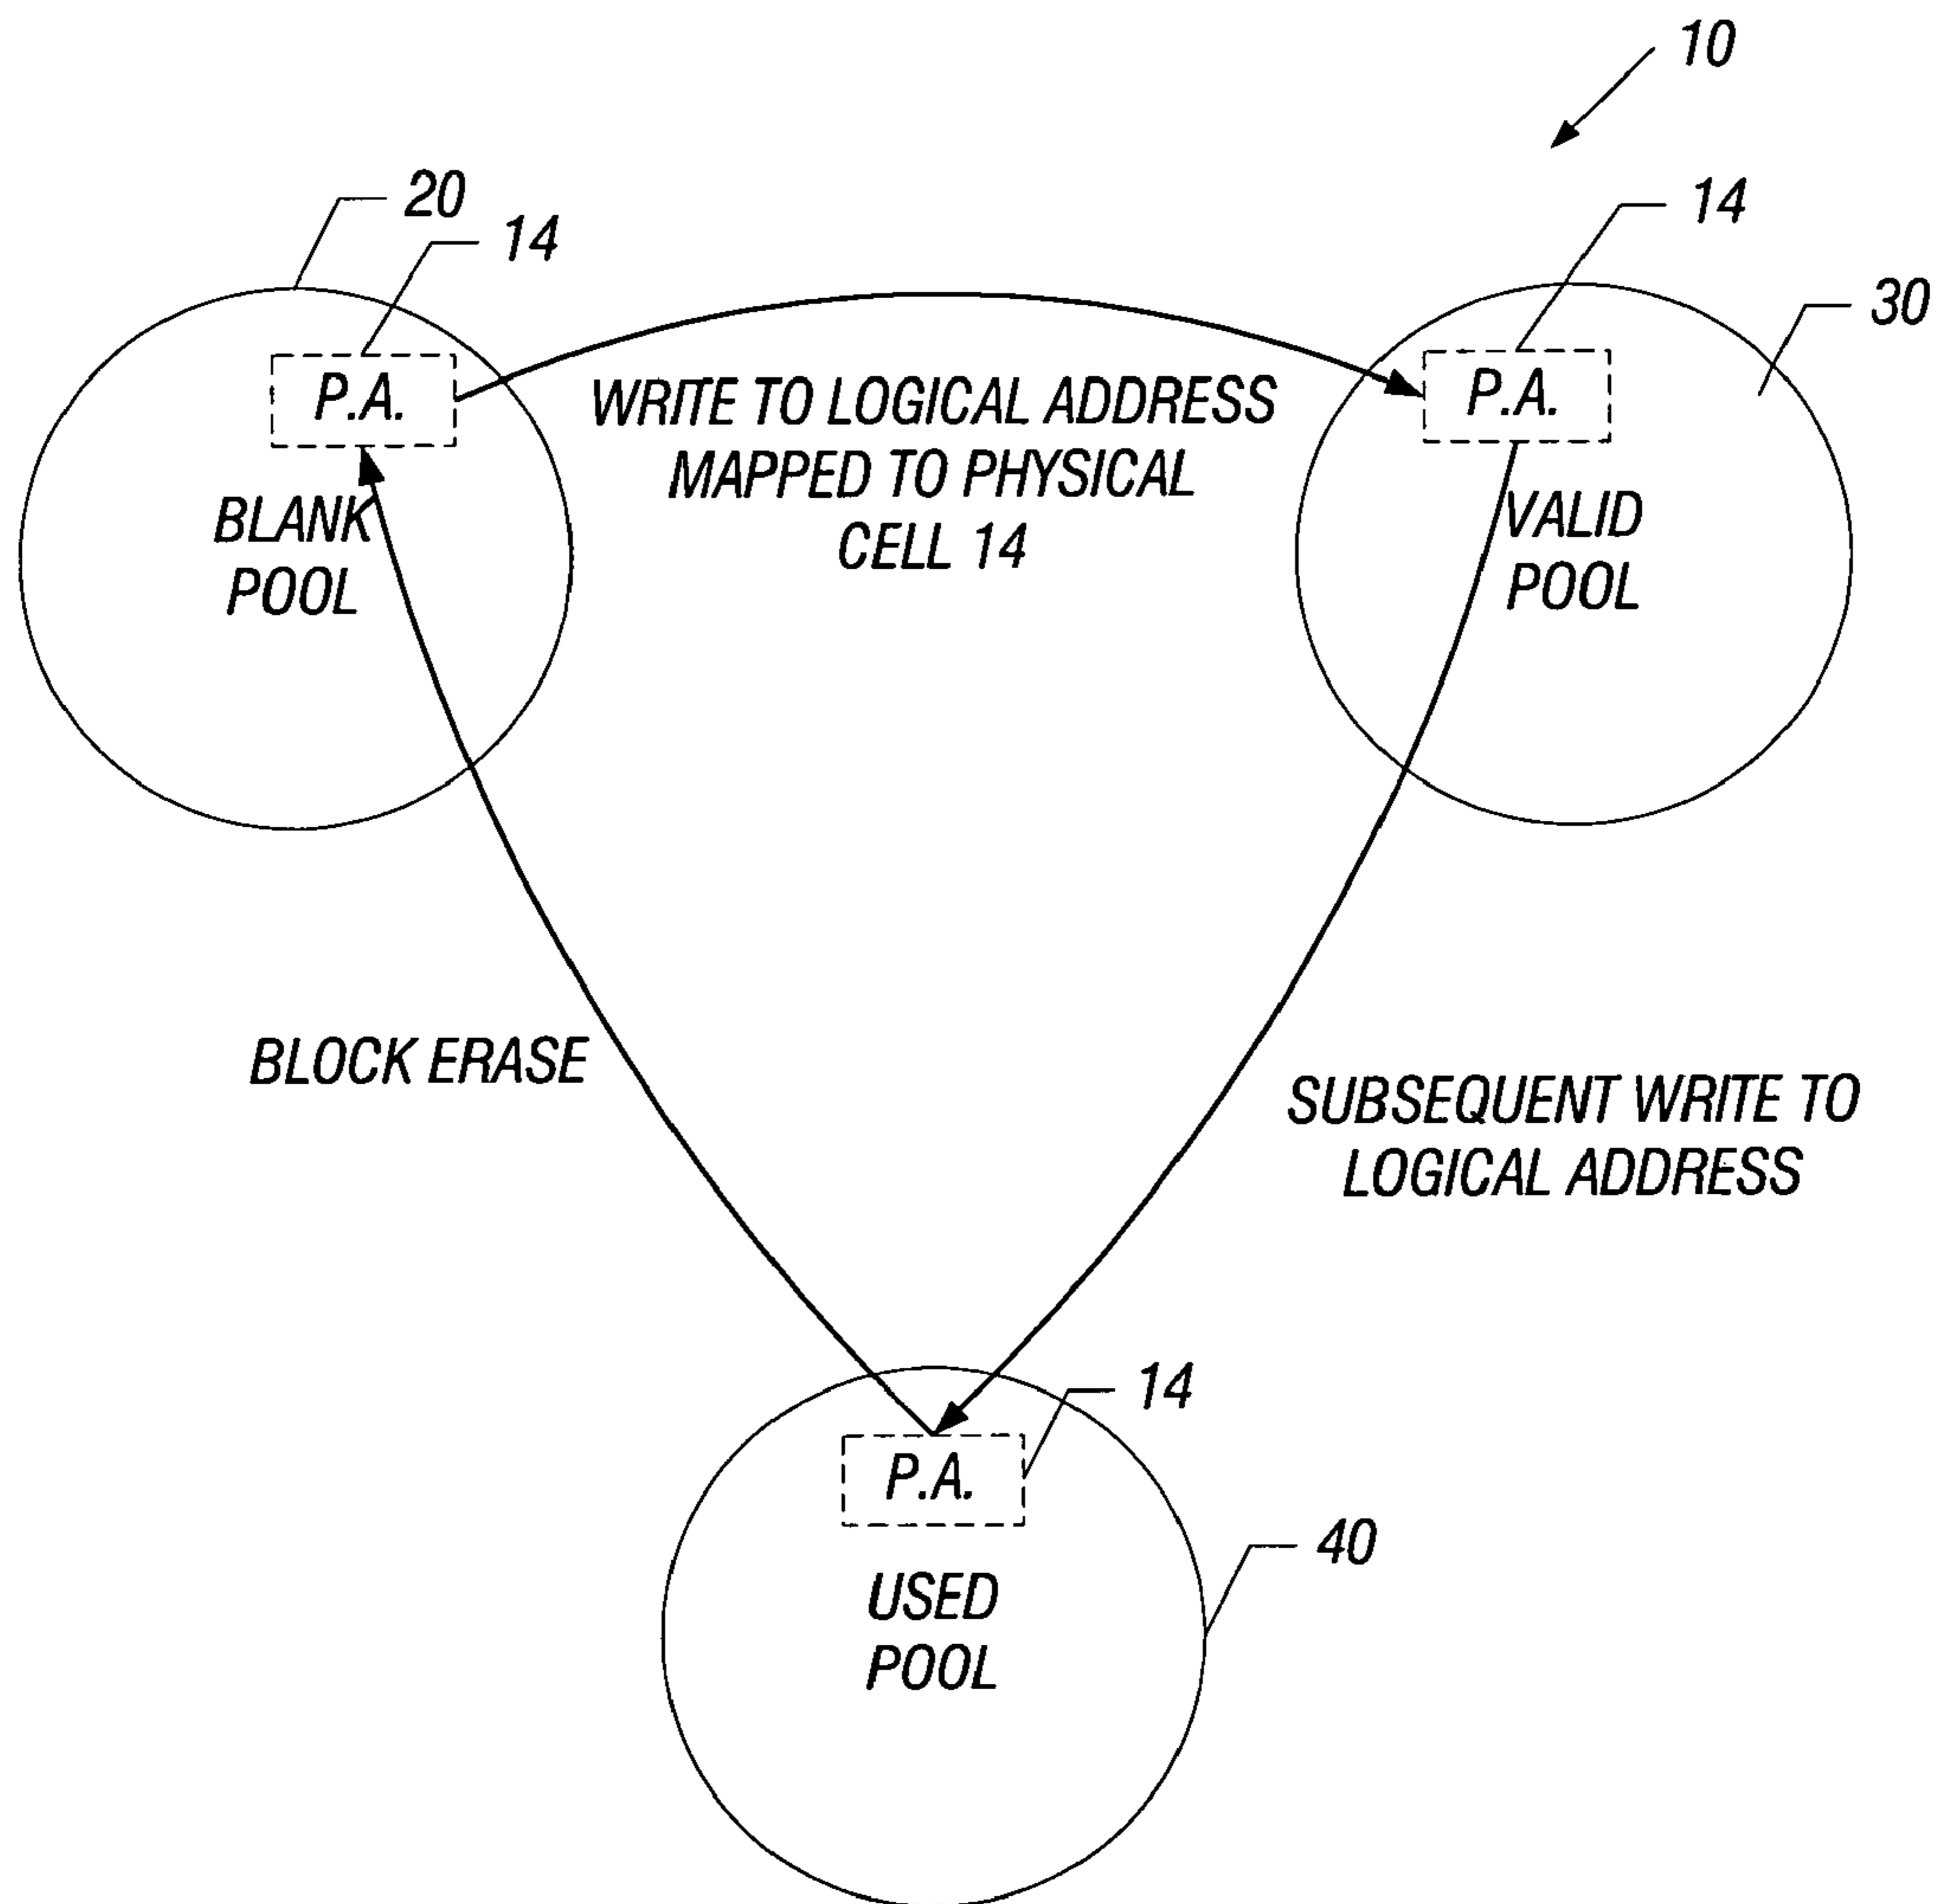 10
20
14
14
30
P.A.
P.A.
WRITE TO LOGICAL ADDRESS
MAPPED TO PHYSICAL
CELL 14
BLANK
POOL
VALID
POOL
BLOCK ERASE
SUBSEQUENT WRITE TO
LOGICAL ADDRESS
14
P.A.
40
USED
POOL